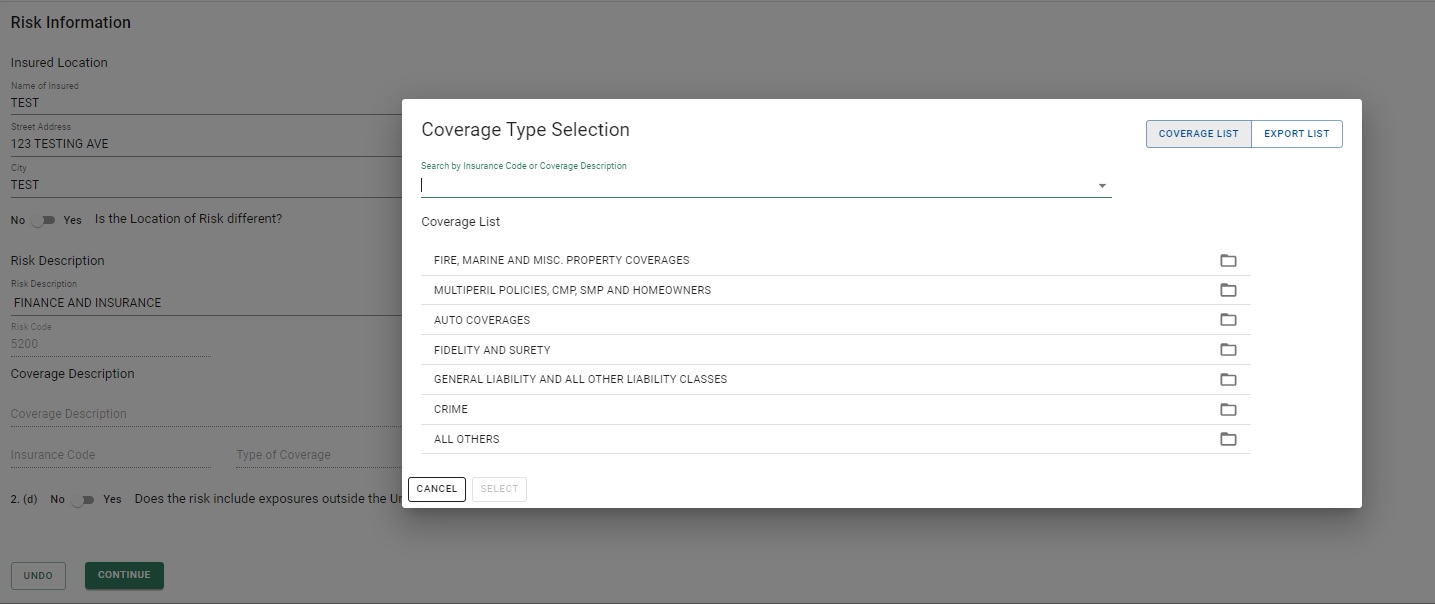 Risk Information
Insured Location
Name of Insured
TEST
Street Address
123 TESTING AVE
City
TEST
No Yes Is the Location of Risk different?
Risk Description
Risk Description
FINANCE AND INSURANCE
Risk Code
5200
Coverage Description
Coverage Description
Insurance Code Type of Coverage
2. (d) No Yes Does the risk include exposures outside the Un
UNDO CONTINUE
Coverage Type Selection
COVERAGE LIST EXPORT LIST
Search by Insurance Code or Coverage Description
Coverage List
FIRE, MARINE AND MISC. PROPERTY COVERAGES
MULTIPERIL POLICIES, CMP, SMP AND HOMEOWNERS
AUTO COVERAGES
FIDELITY AND SURETY
GENERAL LIABILITY AND ALL OTHER LIABILITY CLASSES
CRIME
ALL OTHERS
CANCEL SELECT